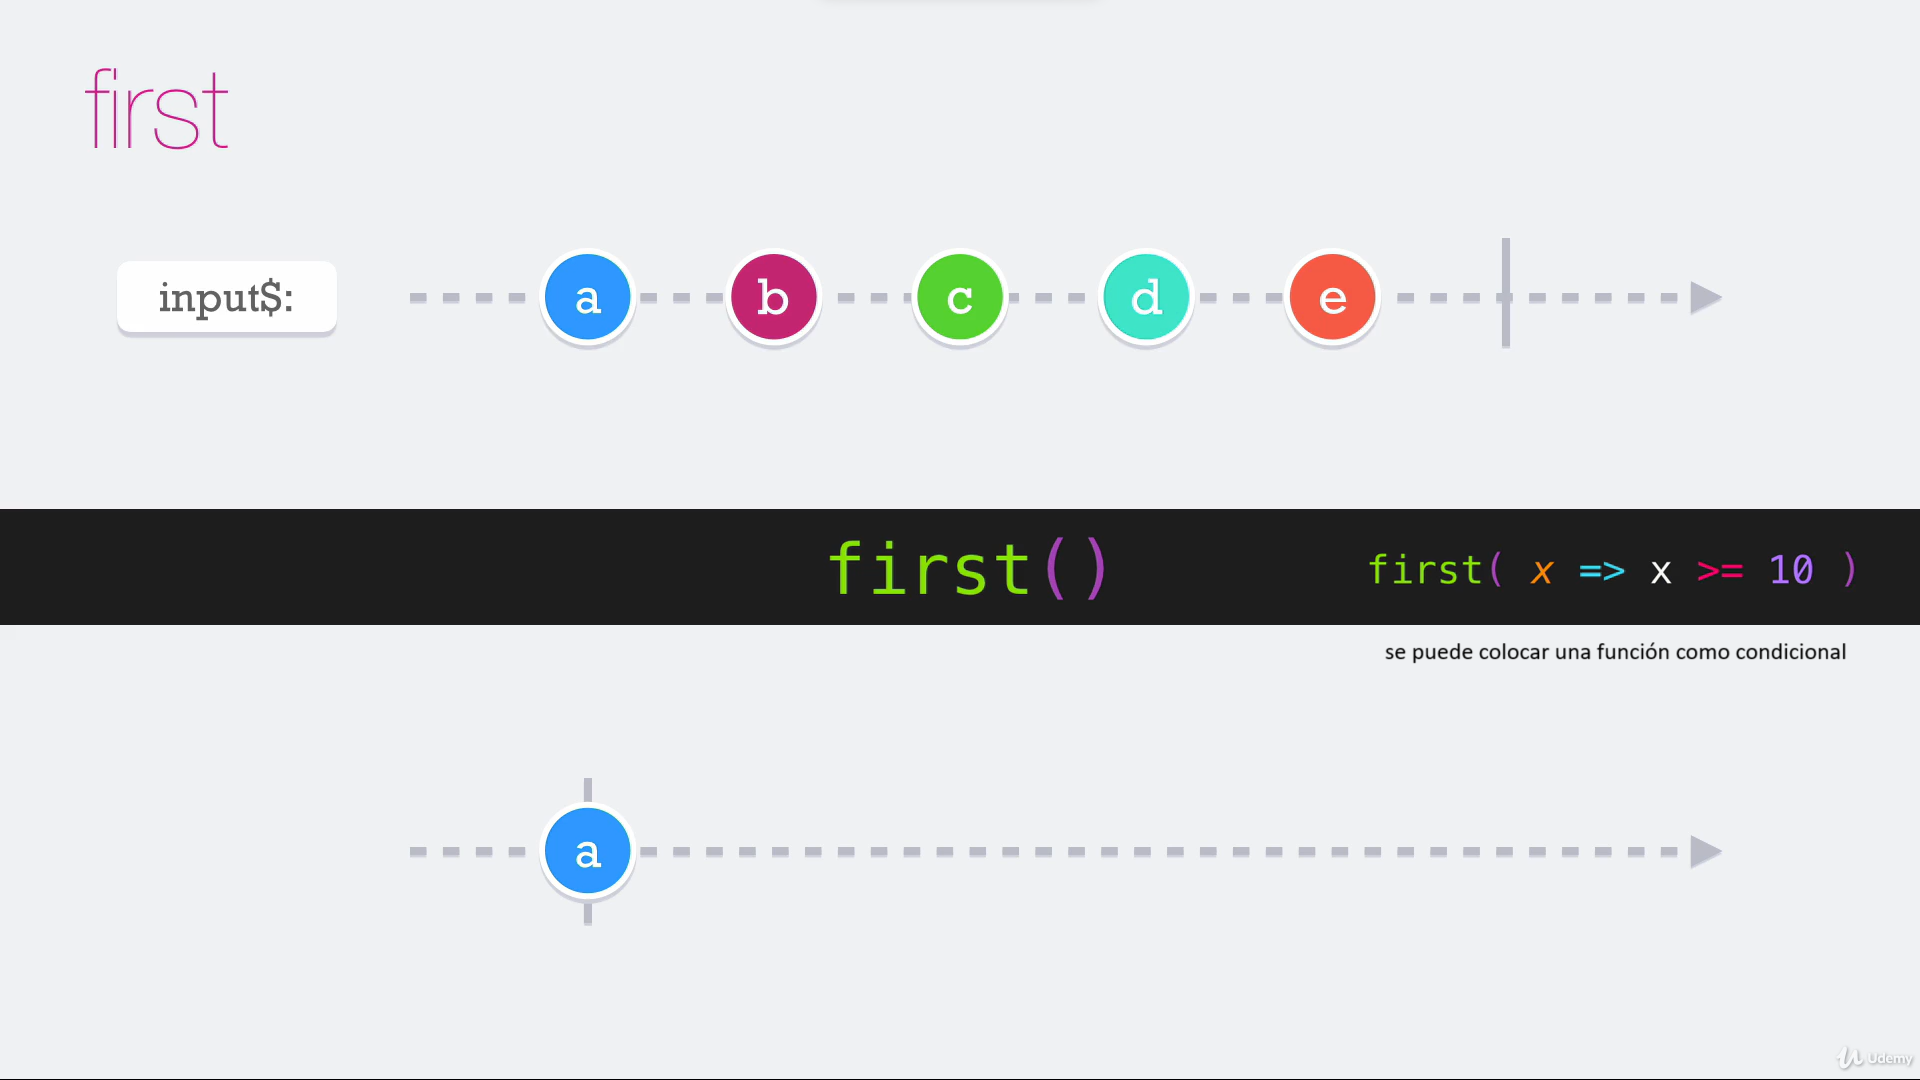 first
input$:
a b c d e
first() first( x => x >= 10 )
se puede colocar una función como condicional
a
Udemy